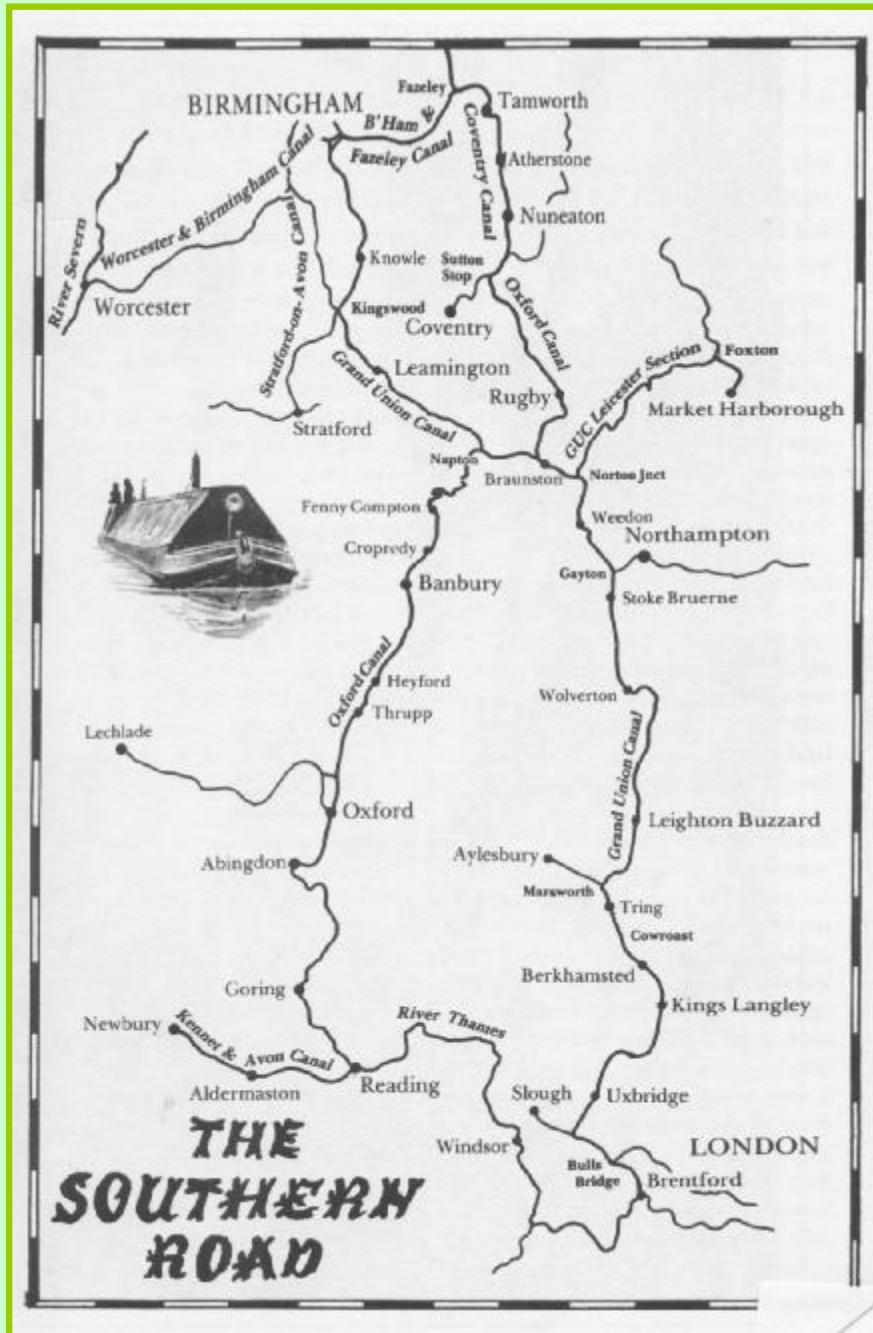 Fazeley
BIRMINGHAM
Tamworth
B'Ham &
Fazeley Canal
Coventry Canal
Atherstone
Worcester & Birmingham Canal
Nuneaton
River Severn
Knowle
Sutton
Stop
Worcester
Kingswood
Coventry
Oxford Canal
Stratford-on-Avon Canal
Foxton
Leamington
GUC Leicester Section
Grand Union Canal
Rugby
Market Harborough
Stratford
Napton
Braunston
Norton Jnct
Fenny Compton
Weedon
Northampton
Cropredy
Gayton
Banbury
Stoke Bruerne
Oxford Canal
Heyford
Wolverton
Thrupp
Lechlade
Grand Union Canal
Oxford
Leighton Buzzard
Aylesbury
Abingdon
Marsworth
Tring
Cowroast
Berkhamsted
Goring
Kings Langley
Newbury
River Thames
Kennet & Avon Canal
Reading
Aldermaston
Slough
Uxbridge
THE
SOUTHERN
ROAD
Windsor
LONDON
Bulls
Bridge
Brentford